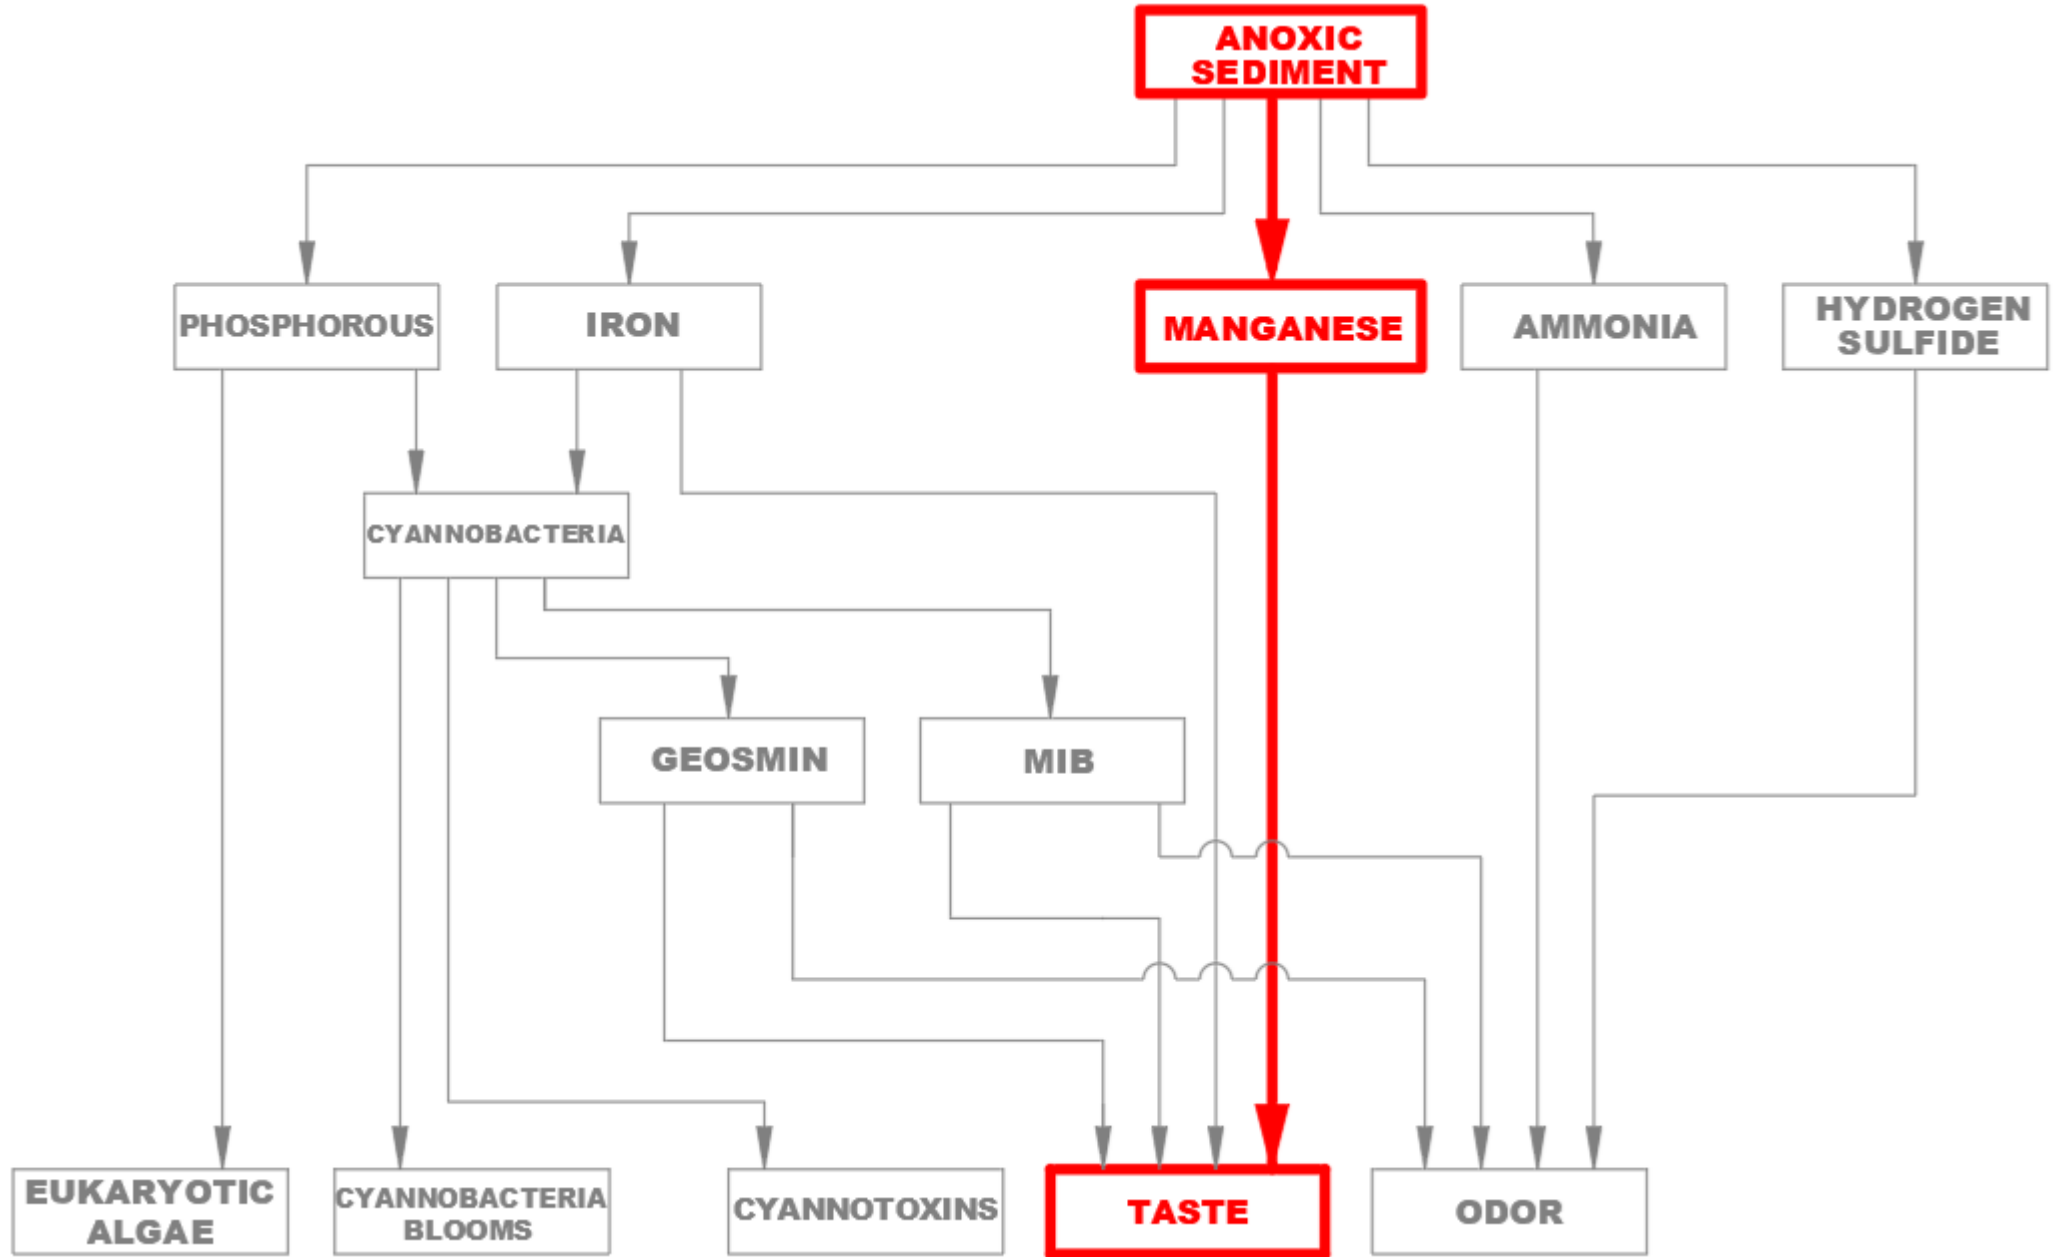 ANOXIC
SEDIMENT
PHOSPHOROUS
IRON
MANGANESE
AMMONIA
HYDROGEN
SULFIDE
CYANNOBACTERIA
GEOSMIN
MIB
EUKARYOTIC
ALGAE
CYANNOBACTERIA
BLOOMS
CYANNOTOXINS
TASTE
ODOR